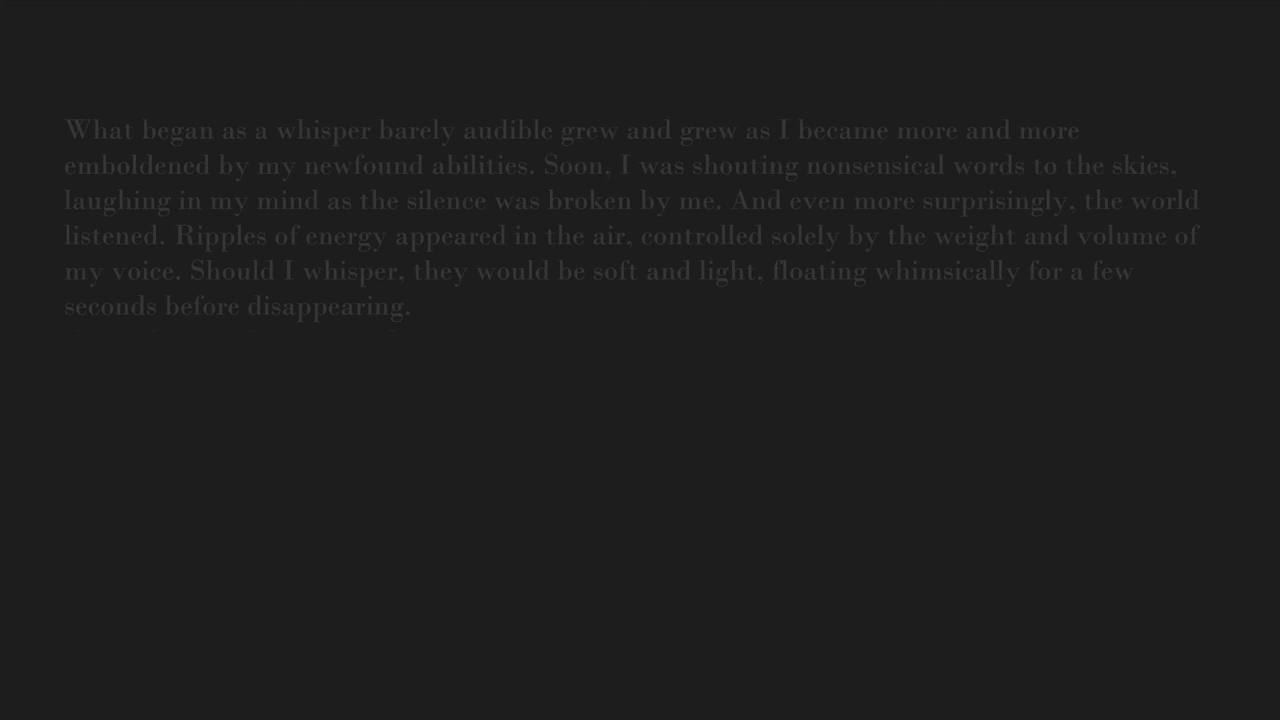 What began as a whisper barely audible grew and grew as I became more and more
emboldened by my newfound abilities. Soon, I was shouting nonsensical words to the skies,
laughing in my mind as the silence was broken by me. And even more surprisingly, the world
listened. Ripples of energy appeared in the air, controlled solely by the weight and volume of
my voice. Should I whisper, they would be soft and light, floating whimsically for a few
seconds before disappearing.